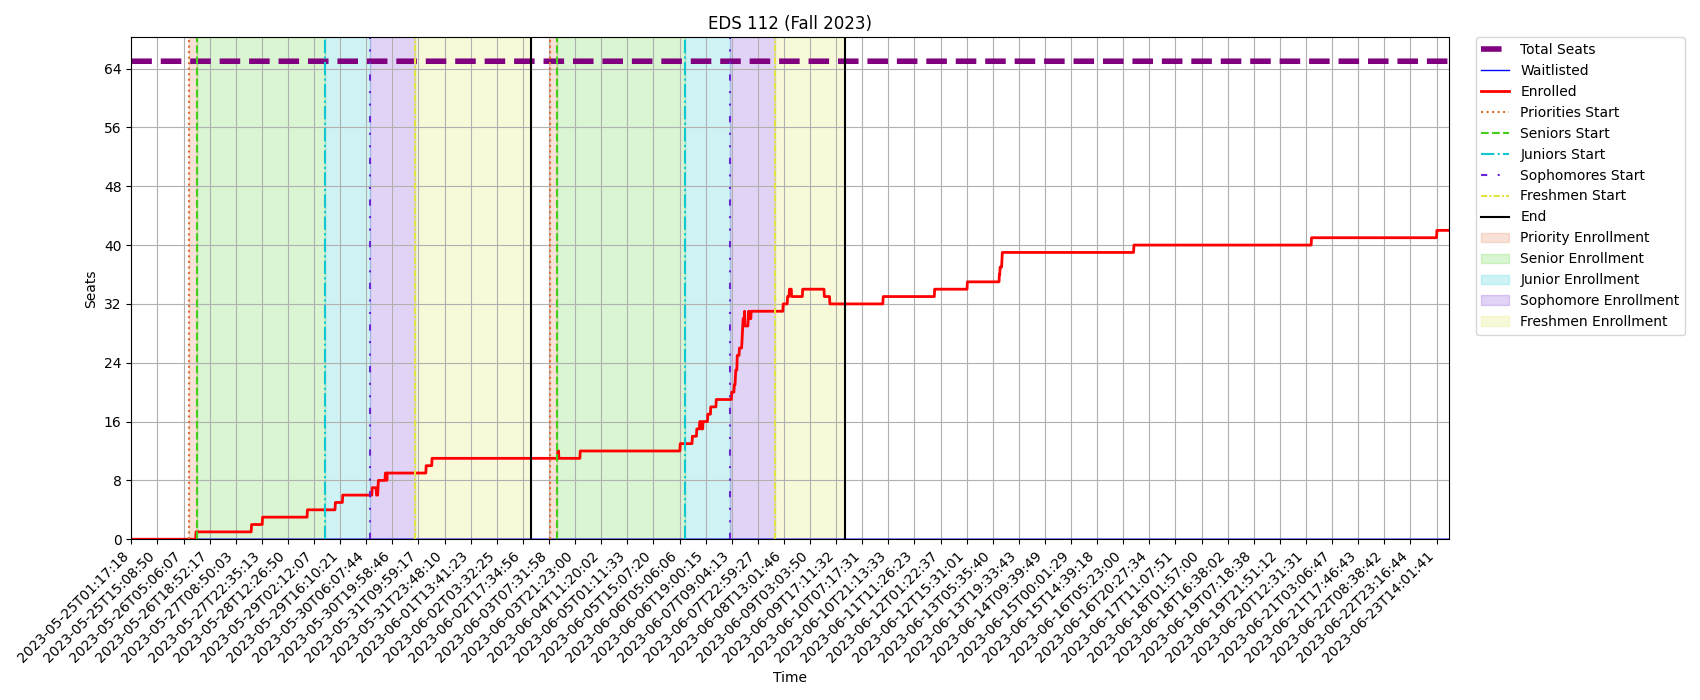 EDS 112 (Fall 2023)
Seats
64
56
48
40
32
24
16
8
0
2023-05-25T01:17:18
2023-05-25T15:08:50
2023-05-26T05:06:07
2023-05-26T18:52:17
2023-05-27T08:50:03
2023-05-27T22:35:13
2023-05-28T12:26:50
2023-05-29T02:12:07
2023-05-29T16:10:21
2023-05-30T06:07:44
2023-05-30T19:58:46
2023-05-31T09:59:17
2023-05-31T23:48:10
2023-06-01T13:41:23
2023-06-02T03:32:25
2023-06-02T17:34:56
2023-06-03T07:31:58
2023-06-03T21:23:00
2023-06-04T11:20:02
2023-06-05T01:11:33
2023-06-05T15:07:20
2023-06-06T05:06:06
2023-06-06T19:00:15
2023-06-07T09:04:13
2023-06-07T22:59:27
2023-06-08T13:01:46
2023-06-09T03:03:50
2023-06-09T17:11:32
2023-06-10T07:17:31
2023-06-10T21:13:33
2023-06-11T11:26:23
2023-06-12T01:22:37
2023-06-12T15:31:01
2023-06-13T05:35:40
2023-06-13T19:33:43
2023-06-14T09:39:49
2023-06-15T00:01:29
2023-06-15T14:39:18
2023-06-16T05:23:00
2023-06-16T20:27:34
2023-06-17T11:07:51
2023-06-18T01:57:00
2023-06-18T16:38:02
2023-06-19T07:18:39
2023-06-19T21:51:12
2023-06-20T12:31:31
2023-06-21T03:06:47
2023-06-21T17:46:43
2023-06-22T08:38:42
2023-06-22T23:16:44
2023-06-23T14:01:41
Time
Total Seats
Waitlisted
Enrolled
Priorities Start
Seniors Start
Juniors Start
Sophomores Start
Freshmen Start
End
Priority Enrollment
Senior Enrollment
Junior Enrollment
Sophomore Enrollment
Freshmen Enrollment